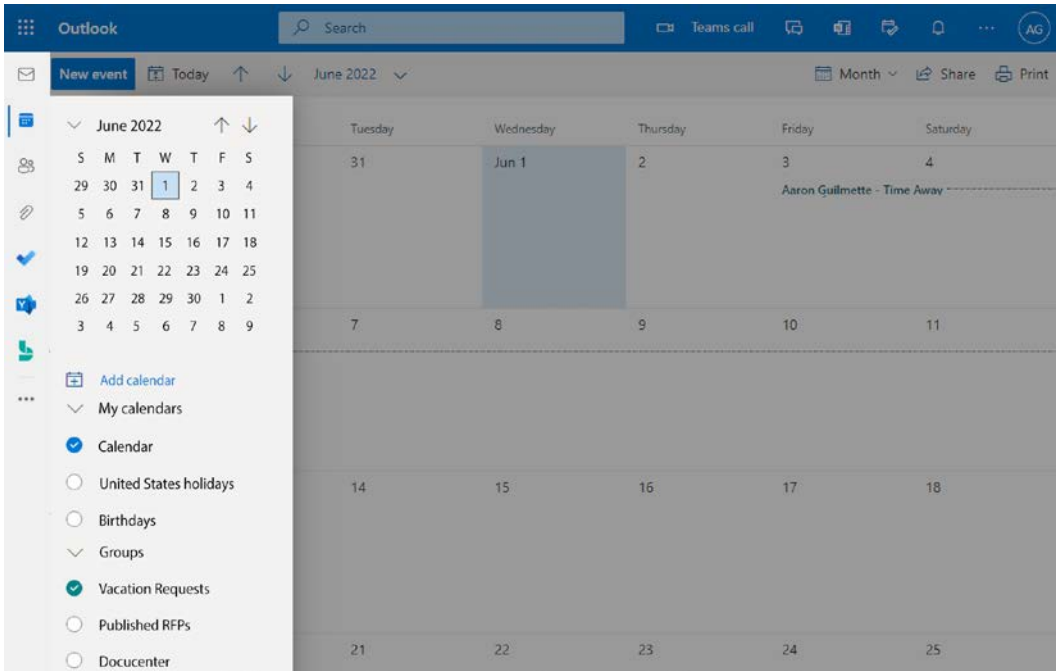 Outlook
Search
Teams call
AG
New event
Today
June 2022
Month
Share
Print
June 2022
S M T W T F S
29 30 31 1 2 3 4
5 6 7 8 9 10 11
12 13 14 15 16 17 18
19 20 21 22 23 24 25
26 27 28 29 30 1 2
3 4 5 6 7 8 9
Add calendar
My calendars
Calendar
United States holidays
Birthdays
Groups
Vacation Requests
Published RFPs
Docucenter
Tuesday Wednesday Thursday Friday Saturday
31 Jun 1 2 3 4
Aaron Guilmette - Time Away
7 8 9 10 11
14 15 16 17 18
21 22 23 24 25